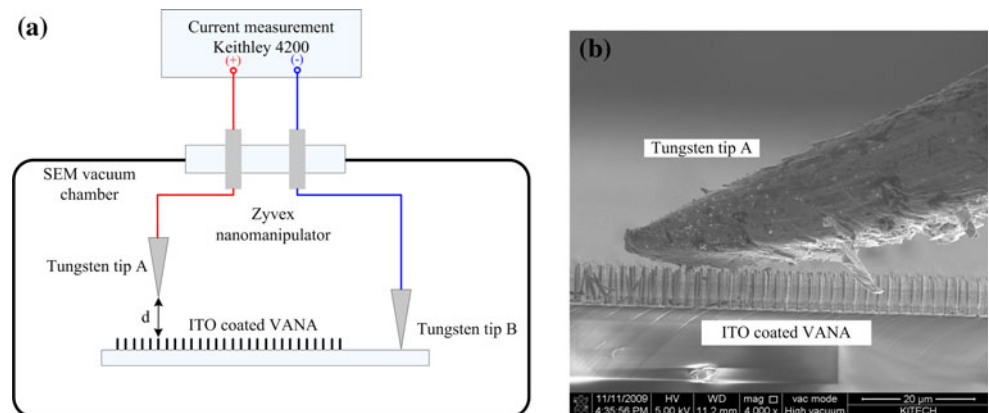 (a)
Current measurement
Keithley 4200
(+)
(-)
SEM vacuum
chamber
Zyvex
nanomanipulator
Tungsten tip A
d
ITO coated VANA
Tungsten tip B
(b)
Tungsten tip A
ITO coated VANA
11/11/2009 HV WD mag vac mode 20 µm
4:35:56 PM 5.00 kV 11.2 mm 4 000 x High vacuum KITECH